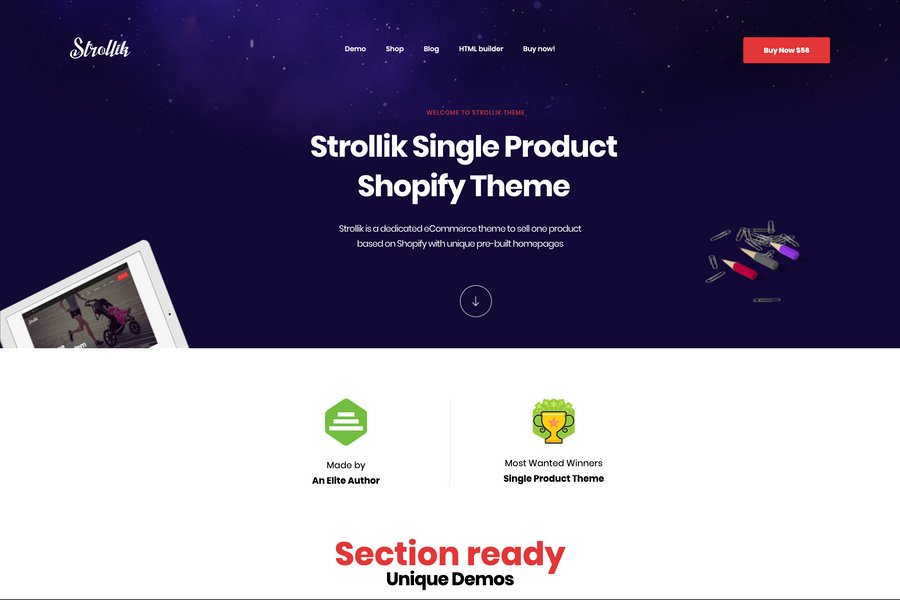 Strollik
Demo
Shop
Blog
HTML builder
Buy now!
Buy Now $56
WELCOME TO STROLLIK THEME
Strollik Single Product
Shopify Theme
Strollik is a dedicated eCommerce theme to sell one product
based on Shopify with unique pre-built homepages
Made by
An Elite Author
Most Wanted Winners
Single Product Theme
Section ready
Unique Demos